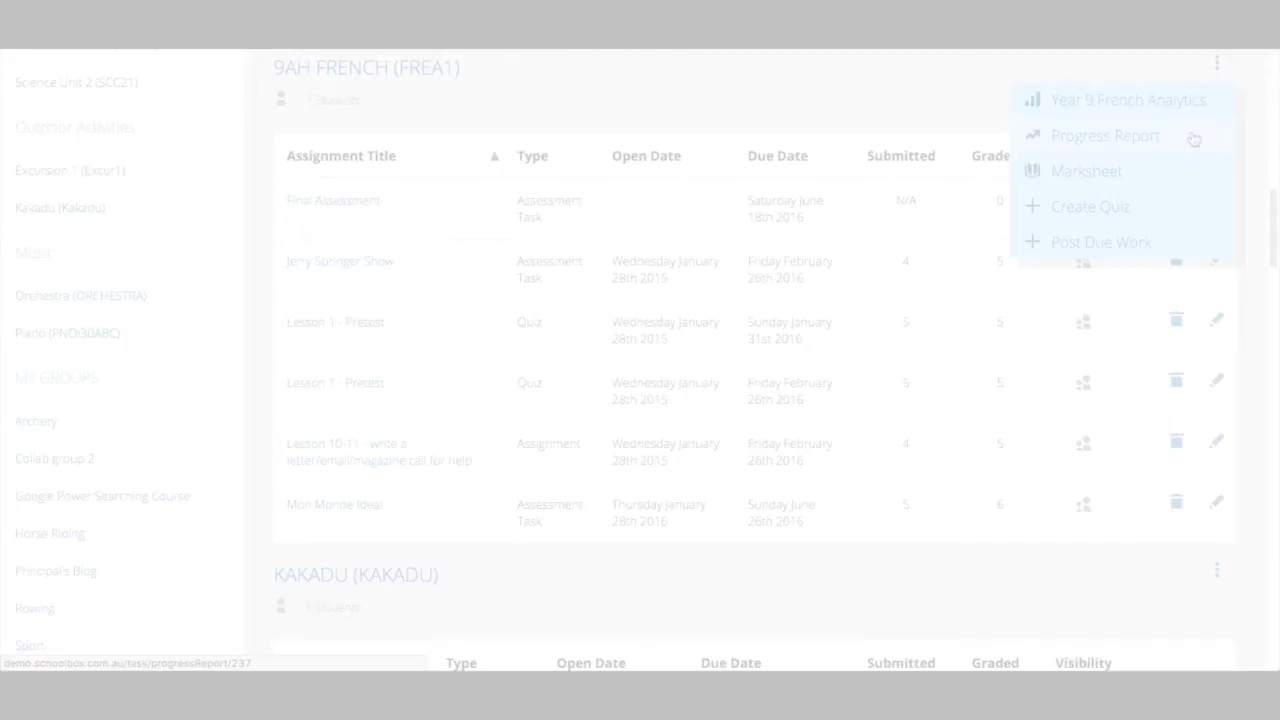 Science Unit 2 (SCC21)
Outdoor Activities
Excursion 1 (Excur1)
Kakadu (Kakadu)
Music
Orchestra (ORCHESTRA)
Piano (PNOI30ABC)
MY GROUPS
Archery
Collab group 2
Google Power Searching Course
Horse Riding
Principal's Blog
Rowing
Sport
demo.schoolbox.com.au/task/progressReport/237
9AH FRENCH (FREA1)
7 Students
Year 9 French Analytics
Progress Report
Marksheet
Create Quiz
Post Due Work
Assignment Title ▲ Type Open Date Due Date Submitted Graded
Final Assessment Assessment Saturday June N/A 0
Task 18th 2016
Jerry Springer Show Assessment Wednesday January Friday February 4 5
Task 28th 2015 26th 2016
Lesson 1 - Pretest Quiz Wednesday January Sunday January 5 5
28th 2015 31st 2016
Lesson 1 - Pretest Quiz Wednesday January Friday February 5 5
28th 2015 26th 2016
Lesson 10-11 - write a Assignment Wednesday January Friday February 4 5
letter/email/magazine call for help 28th 2015 26th 2016
Mon Monde Ideal Assessment Thursday January Sunday June 5 6
Task 28th 2016 26th 2016
KAKADU (KAKADU)
6 Students
Type Open Date Due Date Submitted Graded Visibility